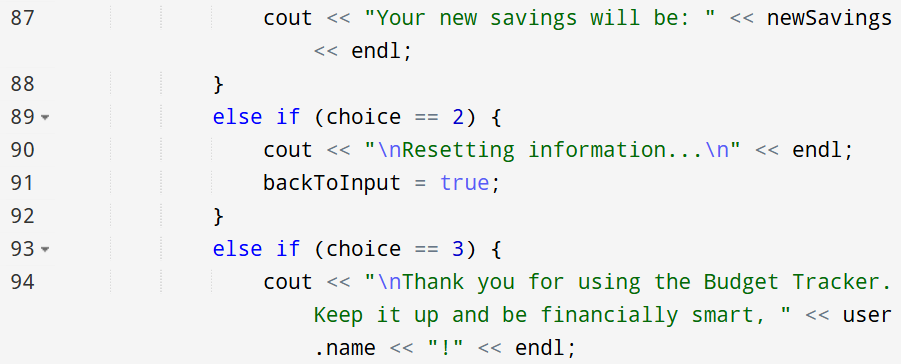 87 cout << "Your new savings will be: " << newSavings
<< endl;
88 }
89 else if (choice == 2) {
90 cout << "\nResetting information...\n" << endl;
91 backToInput = true;
92 }
93 else if (choice == 3) {
94 cout << "\nThank you for using the Budget Tracker.
Keep it up and be financially smart, " << user
.name << "!" << endl;